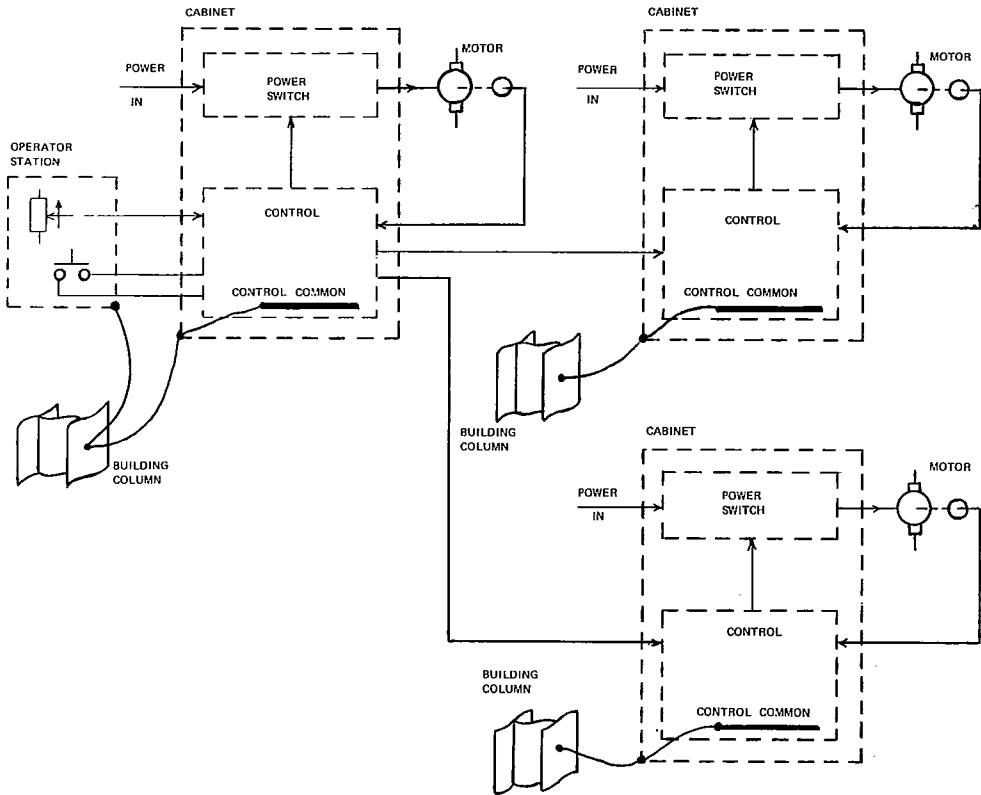 CABINET
MOTOR
POWER
IN
POWER
SWITCH
OPERATOR
STATION
CONTROL
CONTROL COMMON
BUILDING
COLUMN
CABINET
MOTOR
POWER
IN
POWER
SWITCH
CONTROL
CONTROL COMMON
BUILDING
COLUMN
CABINET
MOTOR
POWER
IN
POWER
SWITCH
CONTROL
BUILDING
COLUMN
CONTROL COMMON